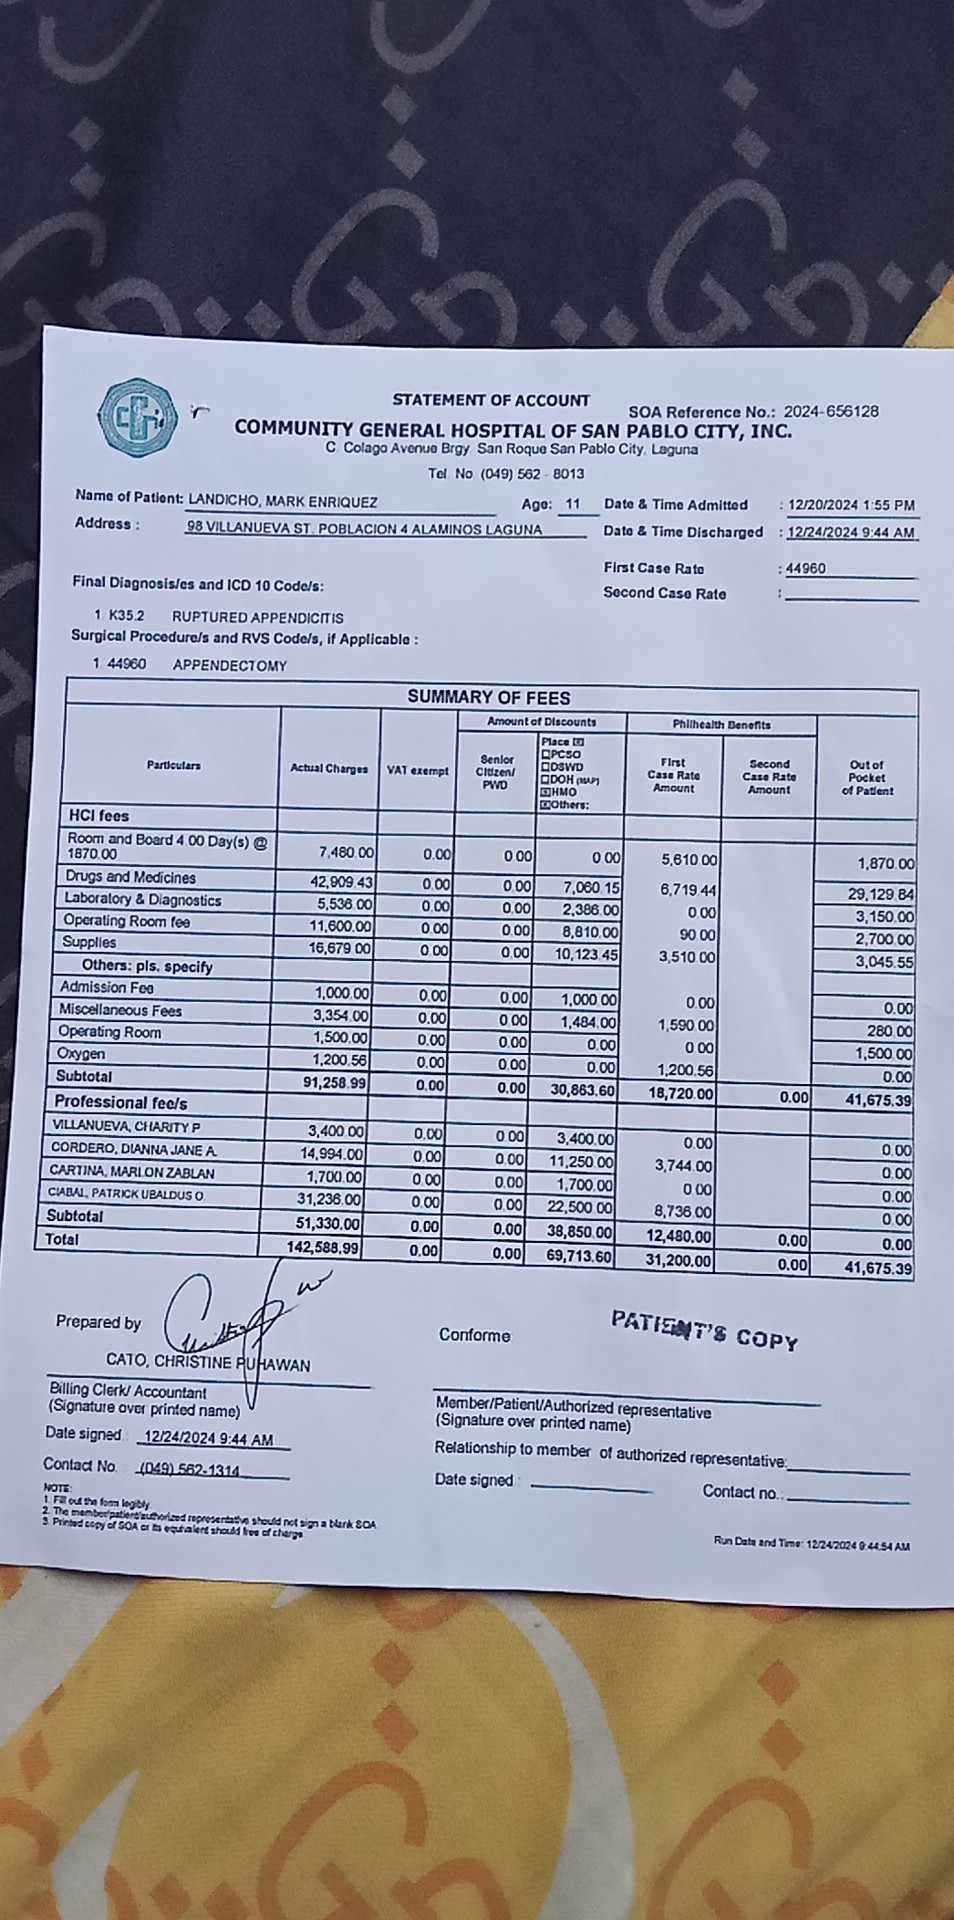 STATEMENT OF ACCOUNT
SOA Reference No.: 2024-656128
COMMUNITY GENERAL HOSPITAL OF SAN PABLO CITY, INC.
C. Colago Avenue Brgy. San Roque San Pablo City, Laguna
Tel. No. (049) 562 - 8013
Name of Patient: LANDICHO, MARK ENRIQUEZ Age: 11 Date & Time Admitted : 12/20/2024 1:55 PM
Address : 98 VILLANUEVA ST. POBLACION 4 ALAMINOS LAGUNA Date & Time Discharged : 12/24/2024 9:44 AM
First Case Rate : 44960
Final Diagnosis/es and ICD 10 Code/s: Second Case Rate :
1. K35.2 RUPTURED APPENDICITIS
Surgical Procedure/s and RVS Code/s, if Applicable :
1. 44960 APPENDECTOMY
SUMMARY OF FEES
Particulars Actual Charges VAT exempt Amount of Discounts Philhealth Benefits Out of Pocket of Patient
Senior Citizen/ PWD
Place ☒
☐PCSO
☐DSWD
☐DOH (MAP)
☒HMO
☒Others:
First Case Rate Amount
Second Case Rate Amount
HCI fees
Room and Board 4.00 Day(s) @ 1870.00 7,480.00 0.00 0.00 0.00 5,610.00 1,870.00
Drugs and Medicines 42,909.43 0.00 0.00 7,060.15 6,719.44 29,129.84
Laboratory & Diagnostics 5,536.00 0.00 0.00 2,386.00 0.00 3,150.00
Operating Room fee 11,600.00 0.00 0.00 8,810.00 90.00 2,700.00
Supplies 16,679.00 0.00 0.00 10,123.45 3,510.00 3,045.55
Others: pls. specify
Admission Fee 1,000.00 0.00 0.00 1,000.00 0.00 0.00
Miscellaneous Fees 3,354.00 0.00 0.00 1,484.00 1,590.00 280.00
Operating Room 1,500.00 0.00 0.00 0.00 0.00 1,500.00
Oxygen 1,200.56 0.00 0.00 0.00 1,200.56 0.00
Subtotal 91,258.99 0.00 0.00 30,863.60 18,720.00 0.00 41,675.39
Professional fee/s
VILLANUEVA, CHARITY P. 3,400.00 0.00 0.00 3,400.00 0.00 0.00
CORDERO, DIANNA JANE A. 14,994.00 0.00 0.00 11,250.00 3,744.00 0.00
CARTINA, MARLON ZABLAN 1,700.00 0.00 0.00 1,700.00 0.00 0.00
CIABAL, PATRICK UBALDUS O. 31,236.00 0.00 0.00 22,500.00 8,736.00 0.00
Subtotal 51,330.00 0.00 0.00 38,850.00 12,480.00 0.00 0.00
Total 142,588.99 0.00 0.00 69,713.60 31,200.00 0.00 41,675.39
Prepared by
Conforme
PATIENT'S COPY
CATO, CHRISTINE PUHAWAN
Billing Clerk/ Accountant
(Signature over printed name)
Member/Patient/Authorized representative
(Signature over printed name)
Date signed : 12/24/2024 9:44 AM
Relationship to member of authorized representative:
Contact No. (049) 562-1314
Date signed :
Contact no.:
NOTE:
1. Fill out the form legibly.
2. The member/patient/authorized representative should not sign a blank SOA
3. Printed copy of SOA or its equivalent should free of charge
Run Date and Time: 12/24/2024 9:44:54 AM